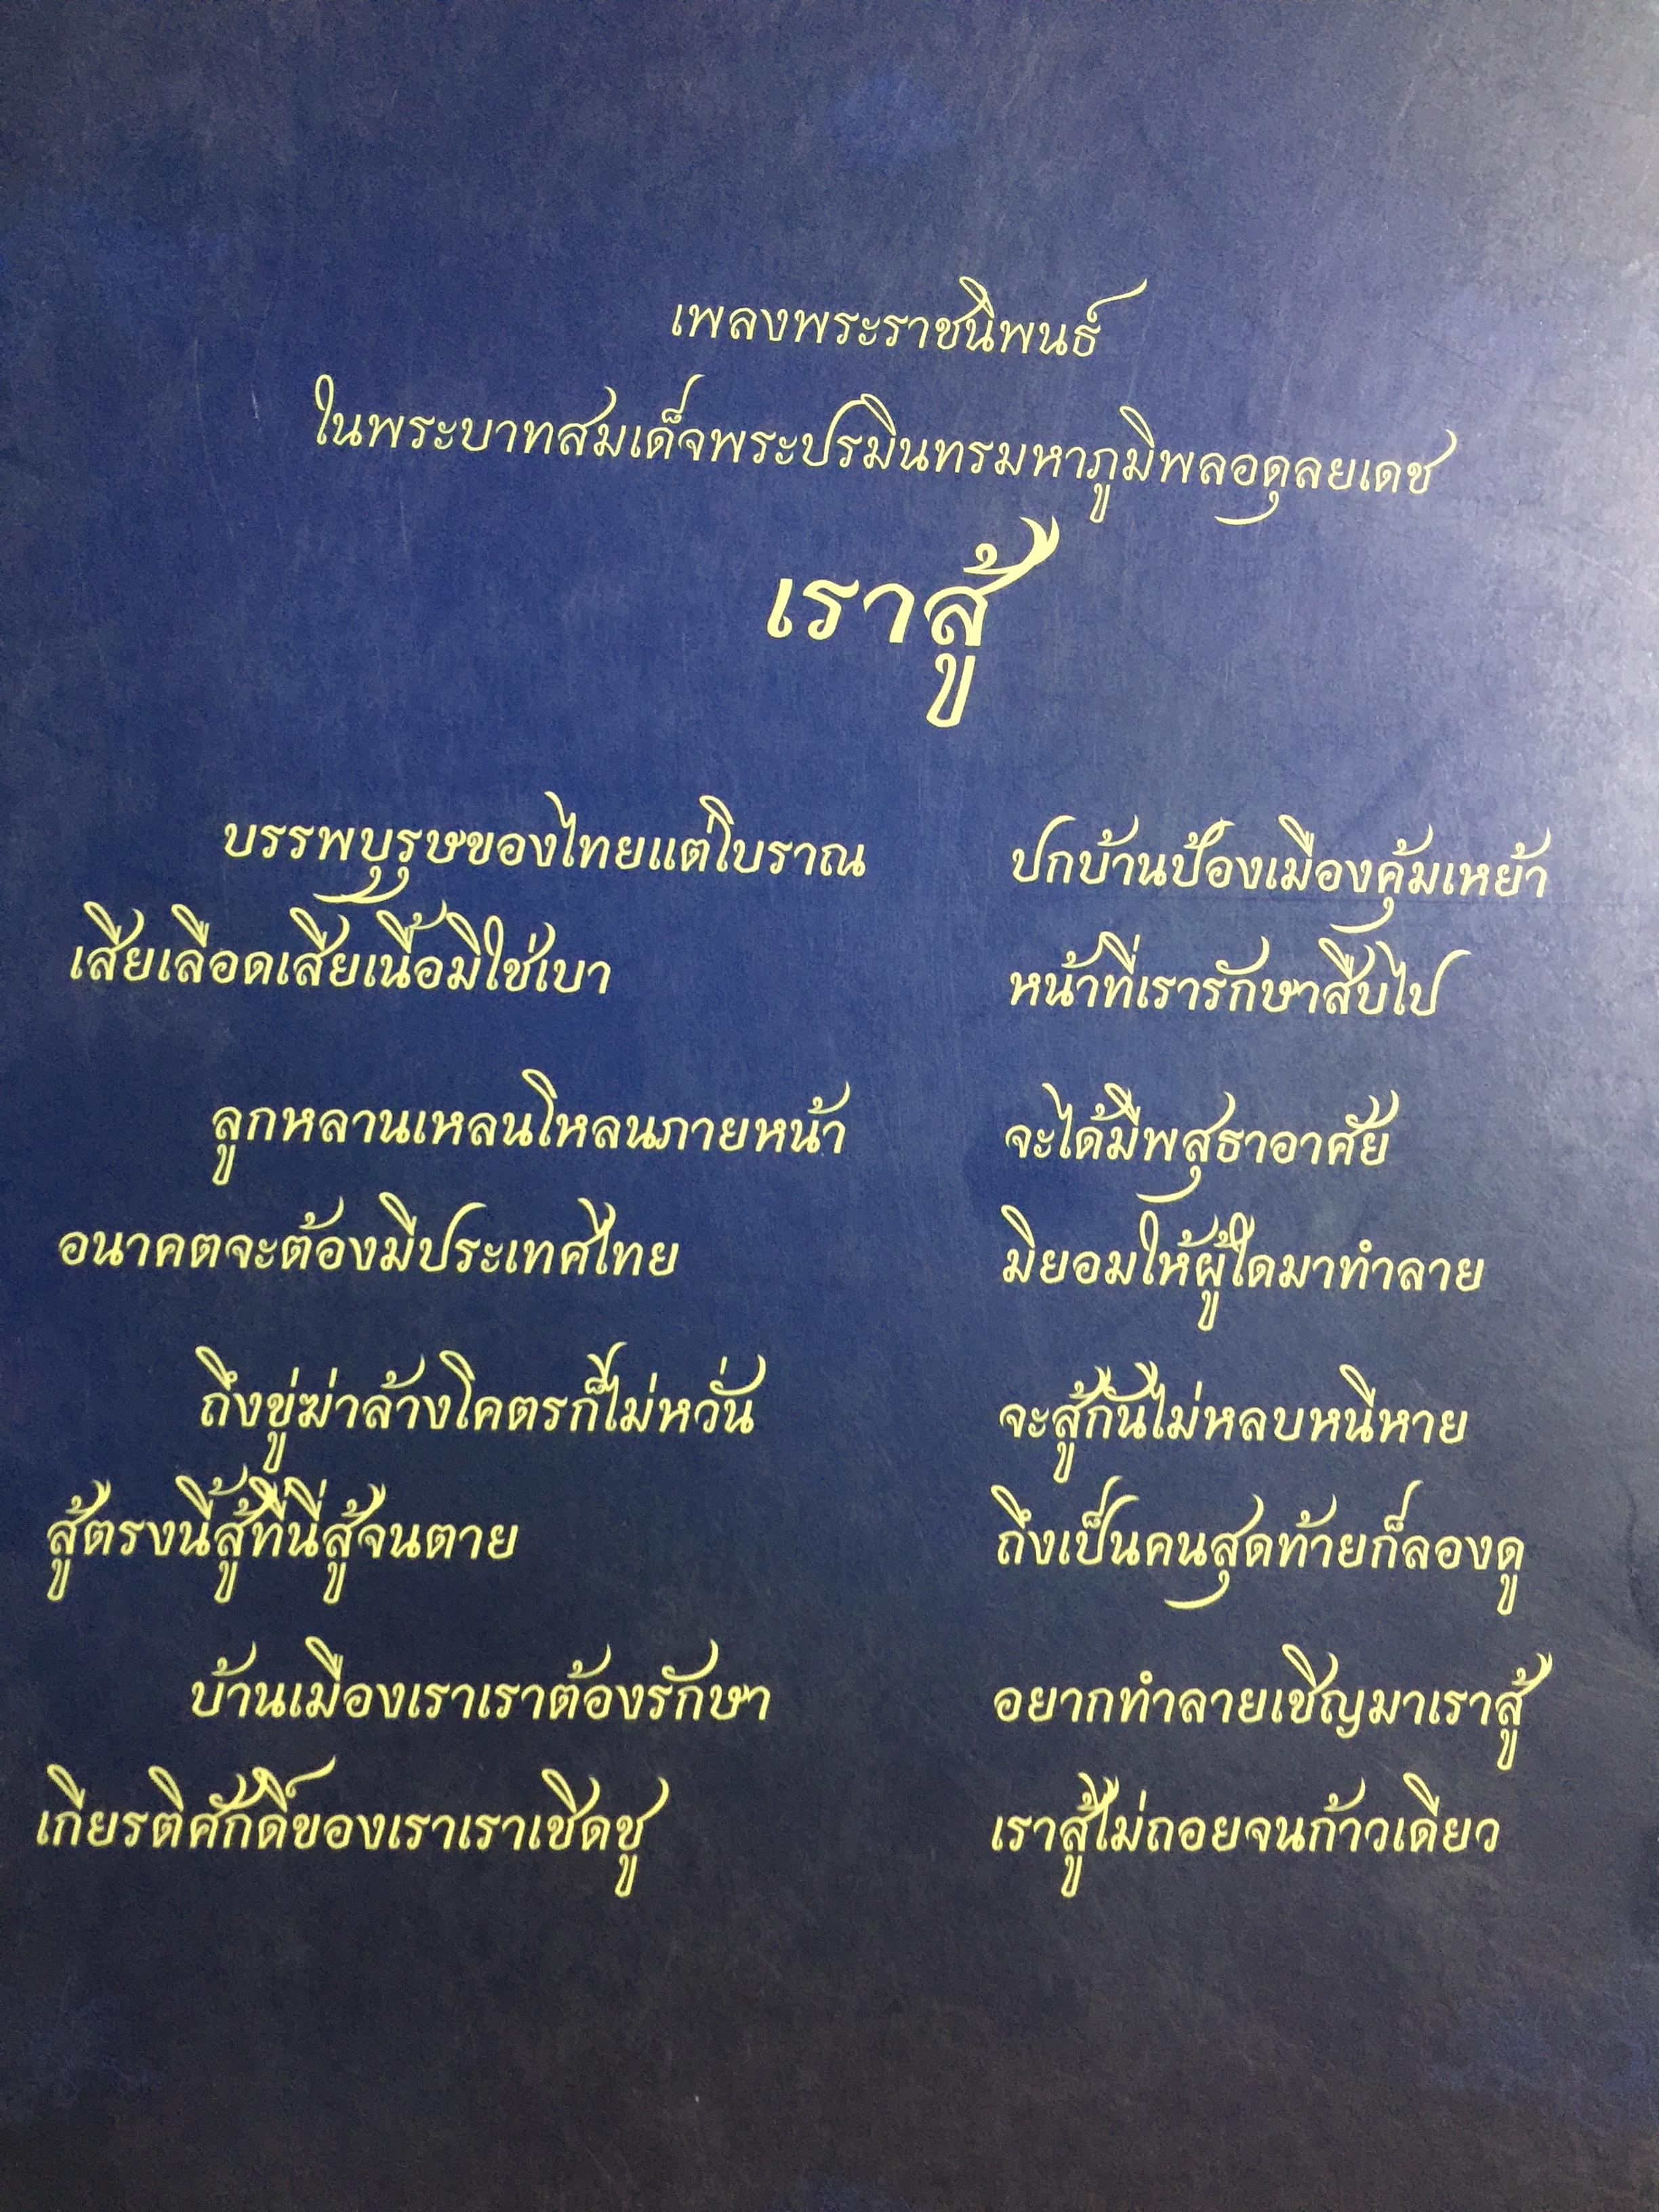 เพลงพระราชนิพนธ์
ในพระบาทสมเด็จพระปรมินทรมหาภูมิพลอดุลยเดช
เราสู้
บรรพบุรุษของไทยแต่โบราณ ปกบ้านป้องเมืองคุ้มเหย้า
เสียเลือดเสียเนื้อมิใช่เบา หน้าที่เรารักษาสืบไป
ลูกหลานเหลนโหลนภายหน้า จะได้มีพสุธาอาศัย
อนาคตจะต้องมีประเทศไทย มิยอมให้ผู้ใดมาทำลาย
ถึงขู่ฆ่าล้างโคตรก็ไม่หวั่น จะสู้กันไม่หลบหนีหาย
สู้ตรงนี้สู้ที่นี่สู้จนตาย ถึงเป็นคนสุดท้ายก็ลองดู
บ้านเมืองเราเราต้องรักษา อยากทำลายเชิญมาเราสู้
เกียรติศักดิ์ของเราเราเชิดชู เราสู้ไม่ถอยจนก้าวเดียว